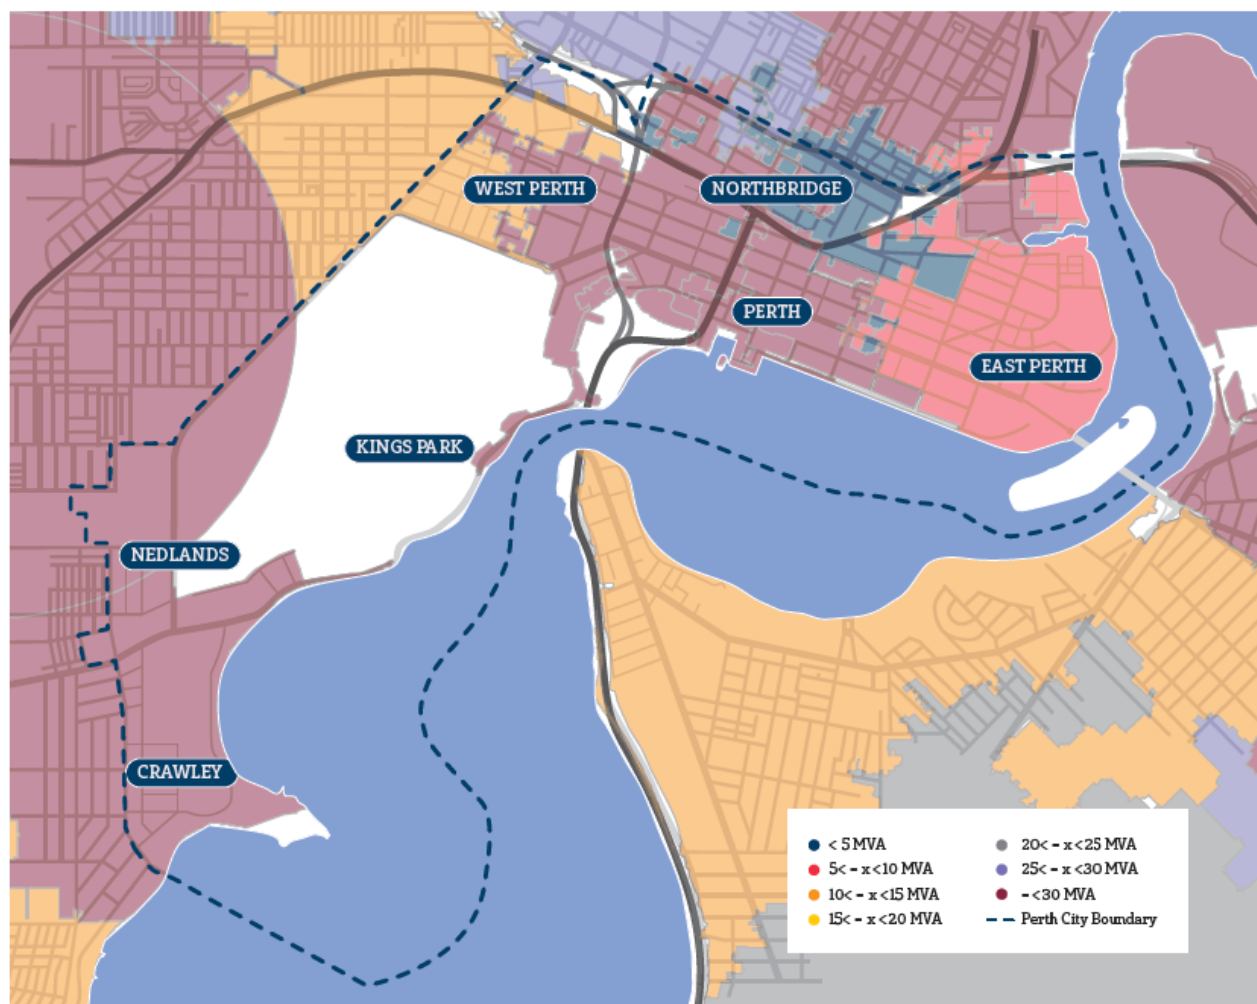 WEST PERTH
NORTHBRIDGE
PERTH
EAST PERTH
KINGS PARK
NEDLANDS
CRAWLEY
< 5 MVA
5< - x <10 MVA
10< - x <15 MVA
15< - x <20 MVA
20< - x <25 MVA
25< - x <30 MVA
-<30 MVA
Perth City Boundary